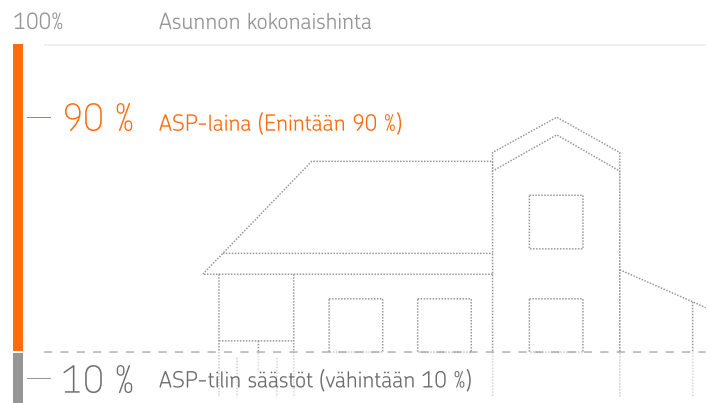 100% Asunnon kokonaishinta
90 % ASP-laina (Enintään 90 %)
10 % ASP-tilin säästöt (vähintään 10 %)